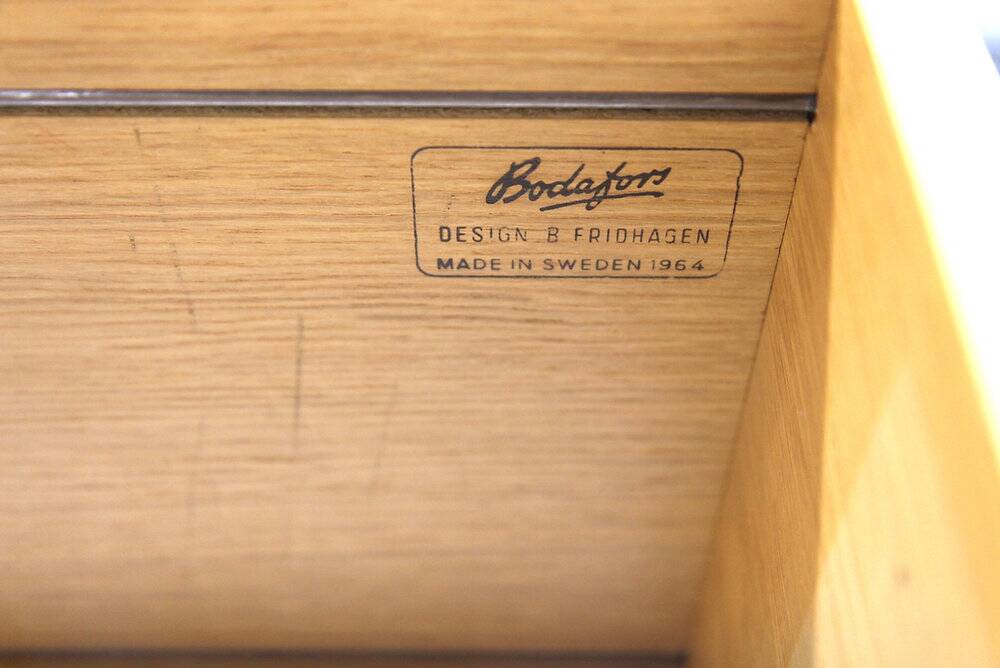 Bodafors
DESIGN B FRIDHAGEN
MADE IN SWEDEN 1964